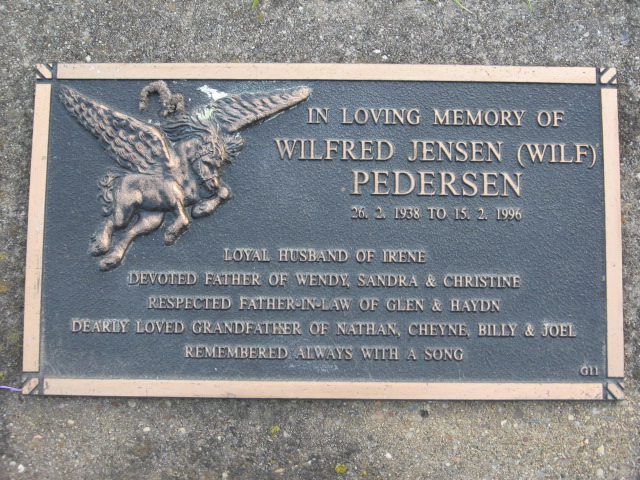 IN LOVING MEMORY OF
WILFRED JENSEN (WILF)
PEDERSEN
26. 2. 1938 TO 15. 2. 1996
LOYAL HUSBAND OF IRENE
DEVOTED FATHER OF WENDY, SANDRA & CHRISTINE
RESPECTED FATHER-IN-LAW OF GLEN & HAYDN
DEARLY LOVED GRANDFATHER OF NATHAN, CHEYNE, BILLY & JOEL
REMEMBERED ALWAYS WITH A SONG
G11